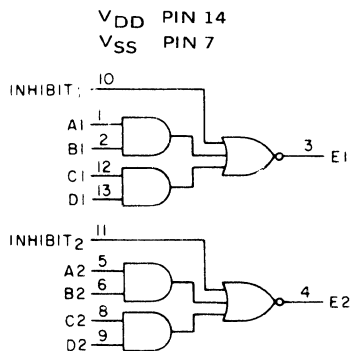 VDD PIN 14
VSS PIN 7
INHIBIT1 10
A1 1
B1 2
3 E1
C1 12
D1 13
INHIBIT2 11
A2 5
B2 6
4 E2
C2 8
D2 9